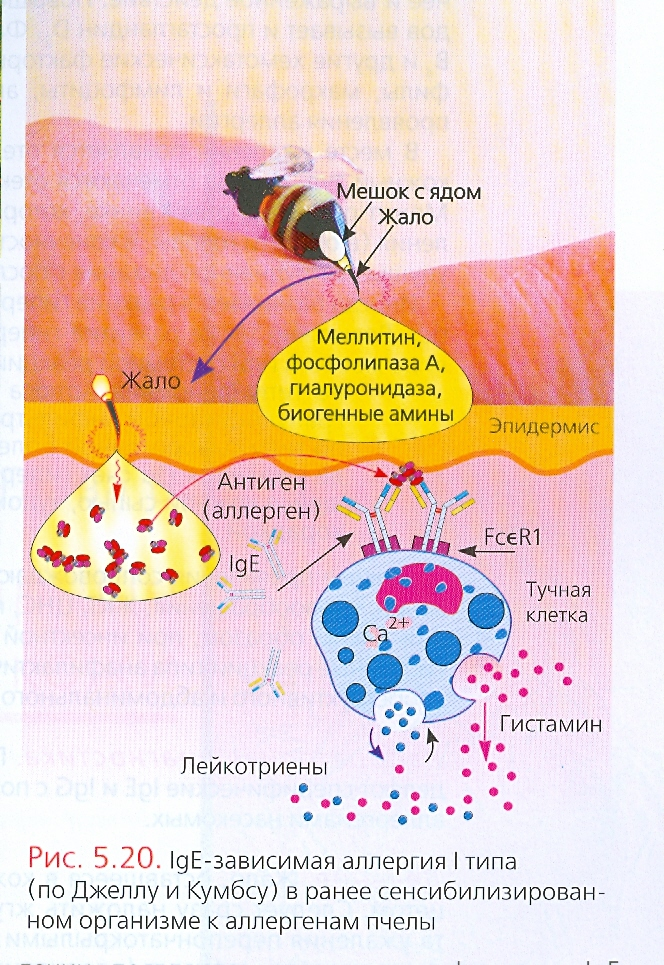 Мешок с ядом
Жало
Меллитин,
фосфолипаза А,
гиалуронидаза,
биогенные амины
Жало
Эпидермис
Антиген
(аллерген)
IgE
FcєR1
Тучная
клетка
Ca2+
Гистамин
Лейкотриены
Рис. 5.20. IgE-зависимая аллергия I типа
(по Джеллу и Кумбсу) в ранее сенсибилизирован-
ном организме к аллергенам пчелы